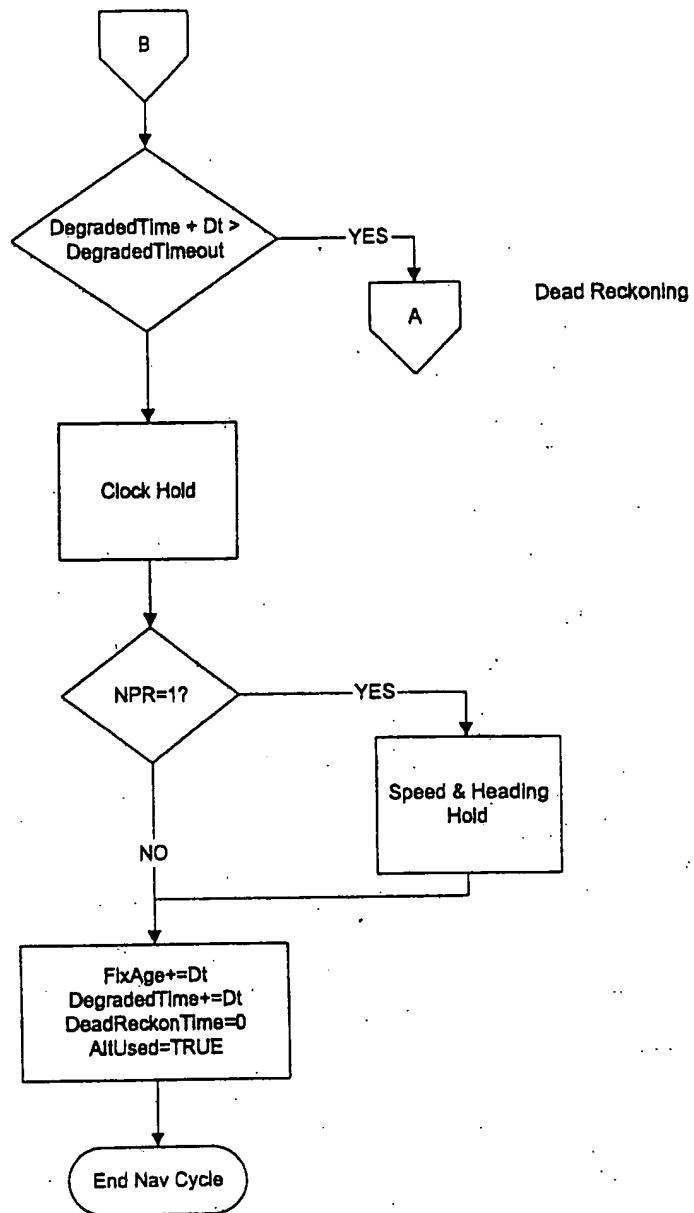 B
DegradedTime + Dt >
DegradedTimeout
YES
A
Dead Reckoning
Clock Hold
NPR=1?
YES
Speed & Heading
Hold
NO
FixAge+=Dt
DegradedTime+=Dt
DeadReckonTime=0
AltUsed=TRUE
End Nav Cycle